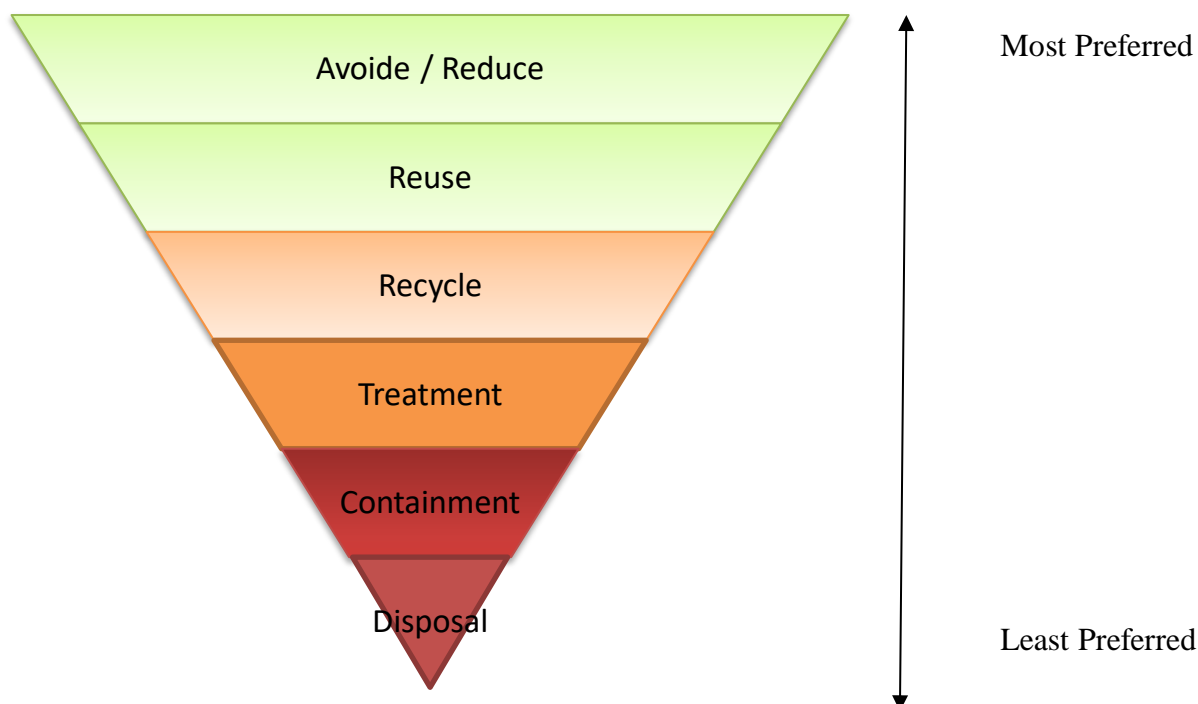 Most Preferred
Avoide / Reduce
Reuse
Recycle
Treatment
Containment
Disposal
Least Preferred